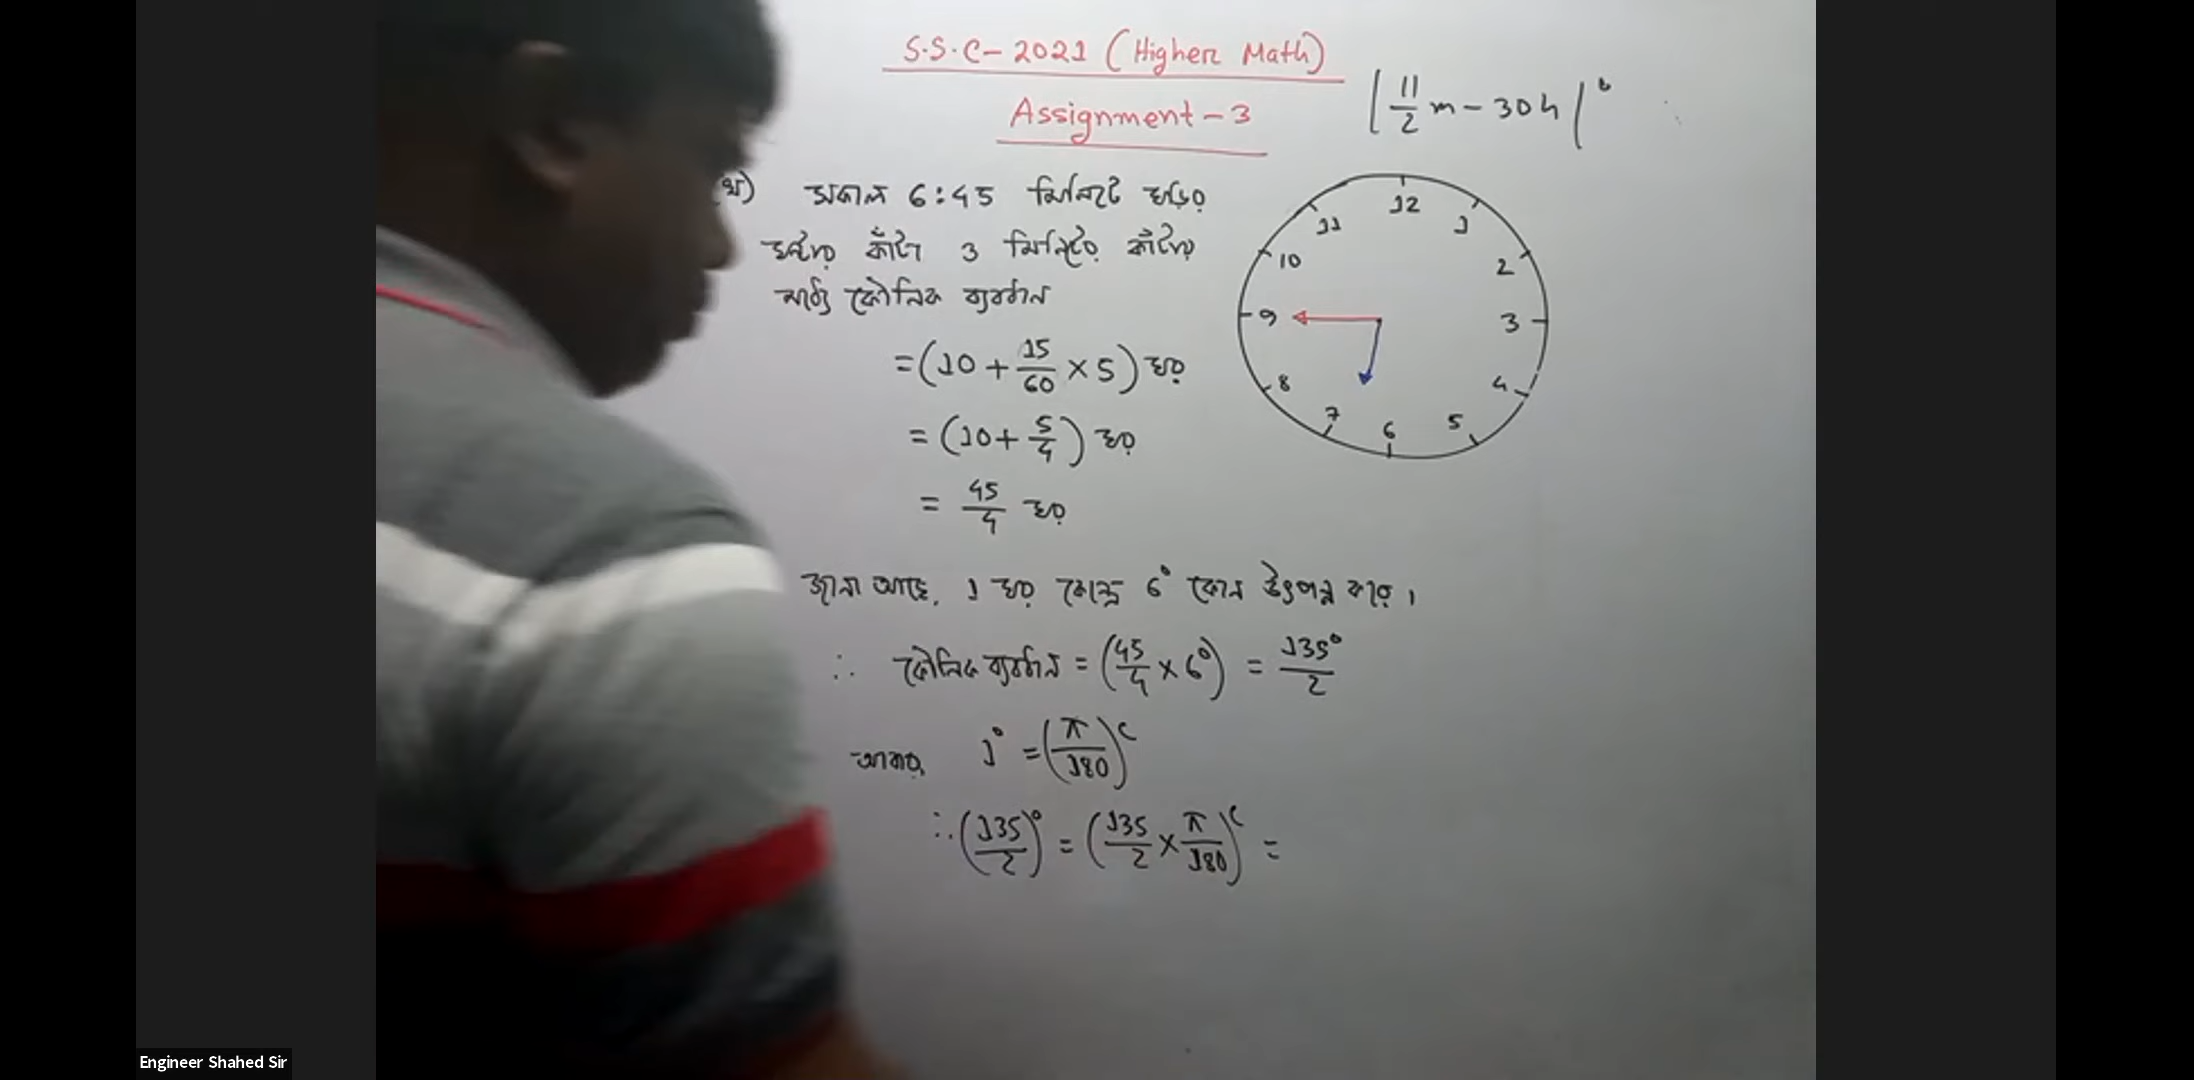 S.S.C- 2021 (Higher Math)
Assignment - 3
|11/2 m - 30h|°
সকাল 6:45 মিনিটে ঘড়ির
ঘন্টার কাঁটা ও মিনিটের কাঁটার
মধ্যে কৌনিক ব্যবধান
= (10 + 15/60 × 5) ঘর
= (10 + 5/4) ঘর
= 45/4 ঘর
জানা আছে, 1 ঘর কেন্দ্রে 6° কোন উৎপন্ন করে।
∴ কৌনিক ব্যবধান = (45/4 × 6°) = 135°/2
আবার, 1° = (π/180)ᶜ
∴ (135/2)° = (135/2 × π/180)ᶜ =
12
1
2
3
4
5
6
7
8
9
10
11
Engineer Shahed Sir